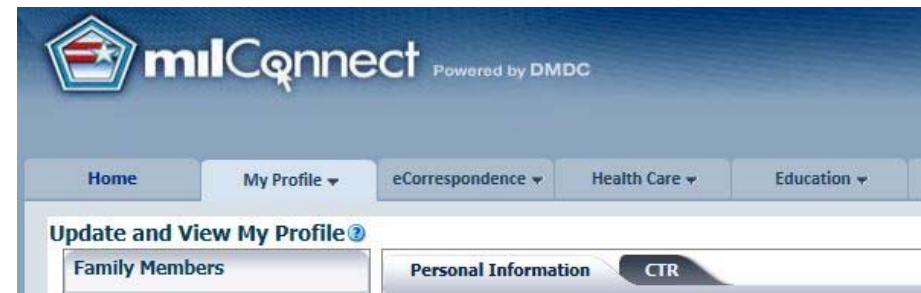 milConnect Powered by DMDC
Home My Profile eCorrespondence Health Care Education
Update and View My Profile
Family Members Personal Information CTR